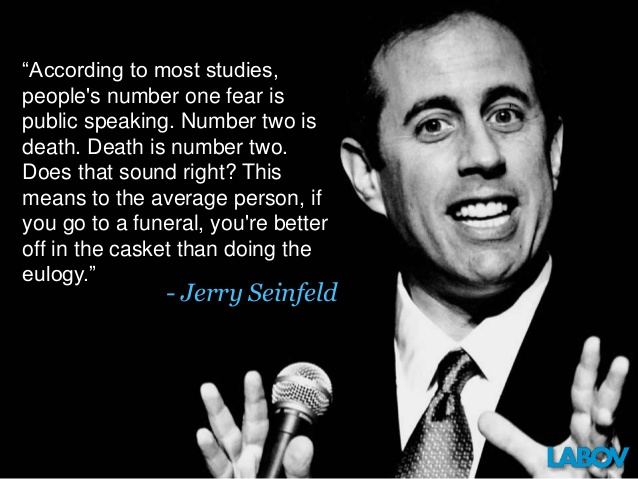 “According to most studies,
people's number one fear is
public speaking. Number two is
death. Death is number two.
Does that sound right? This
means to the average person, if
you go to a funeral, you're better
off in the casket than doing the
eulogy.”
- Jerry Seinfeld
LABOV